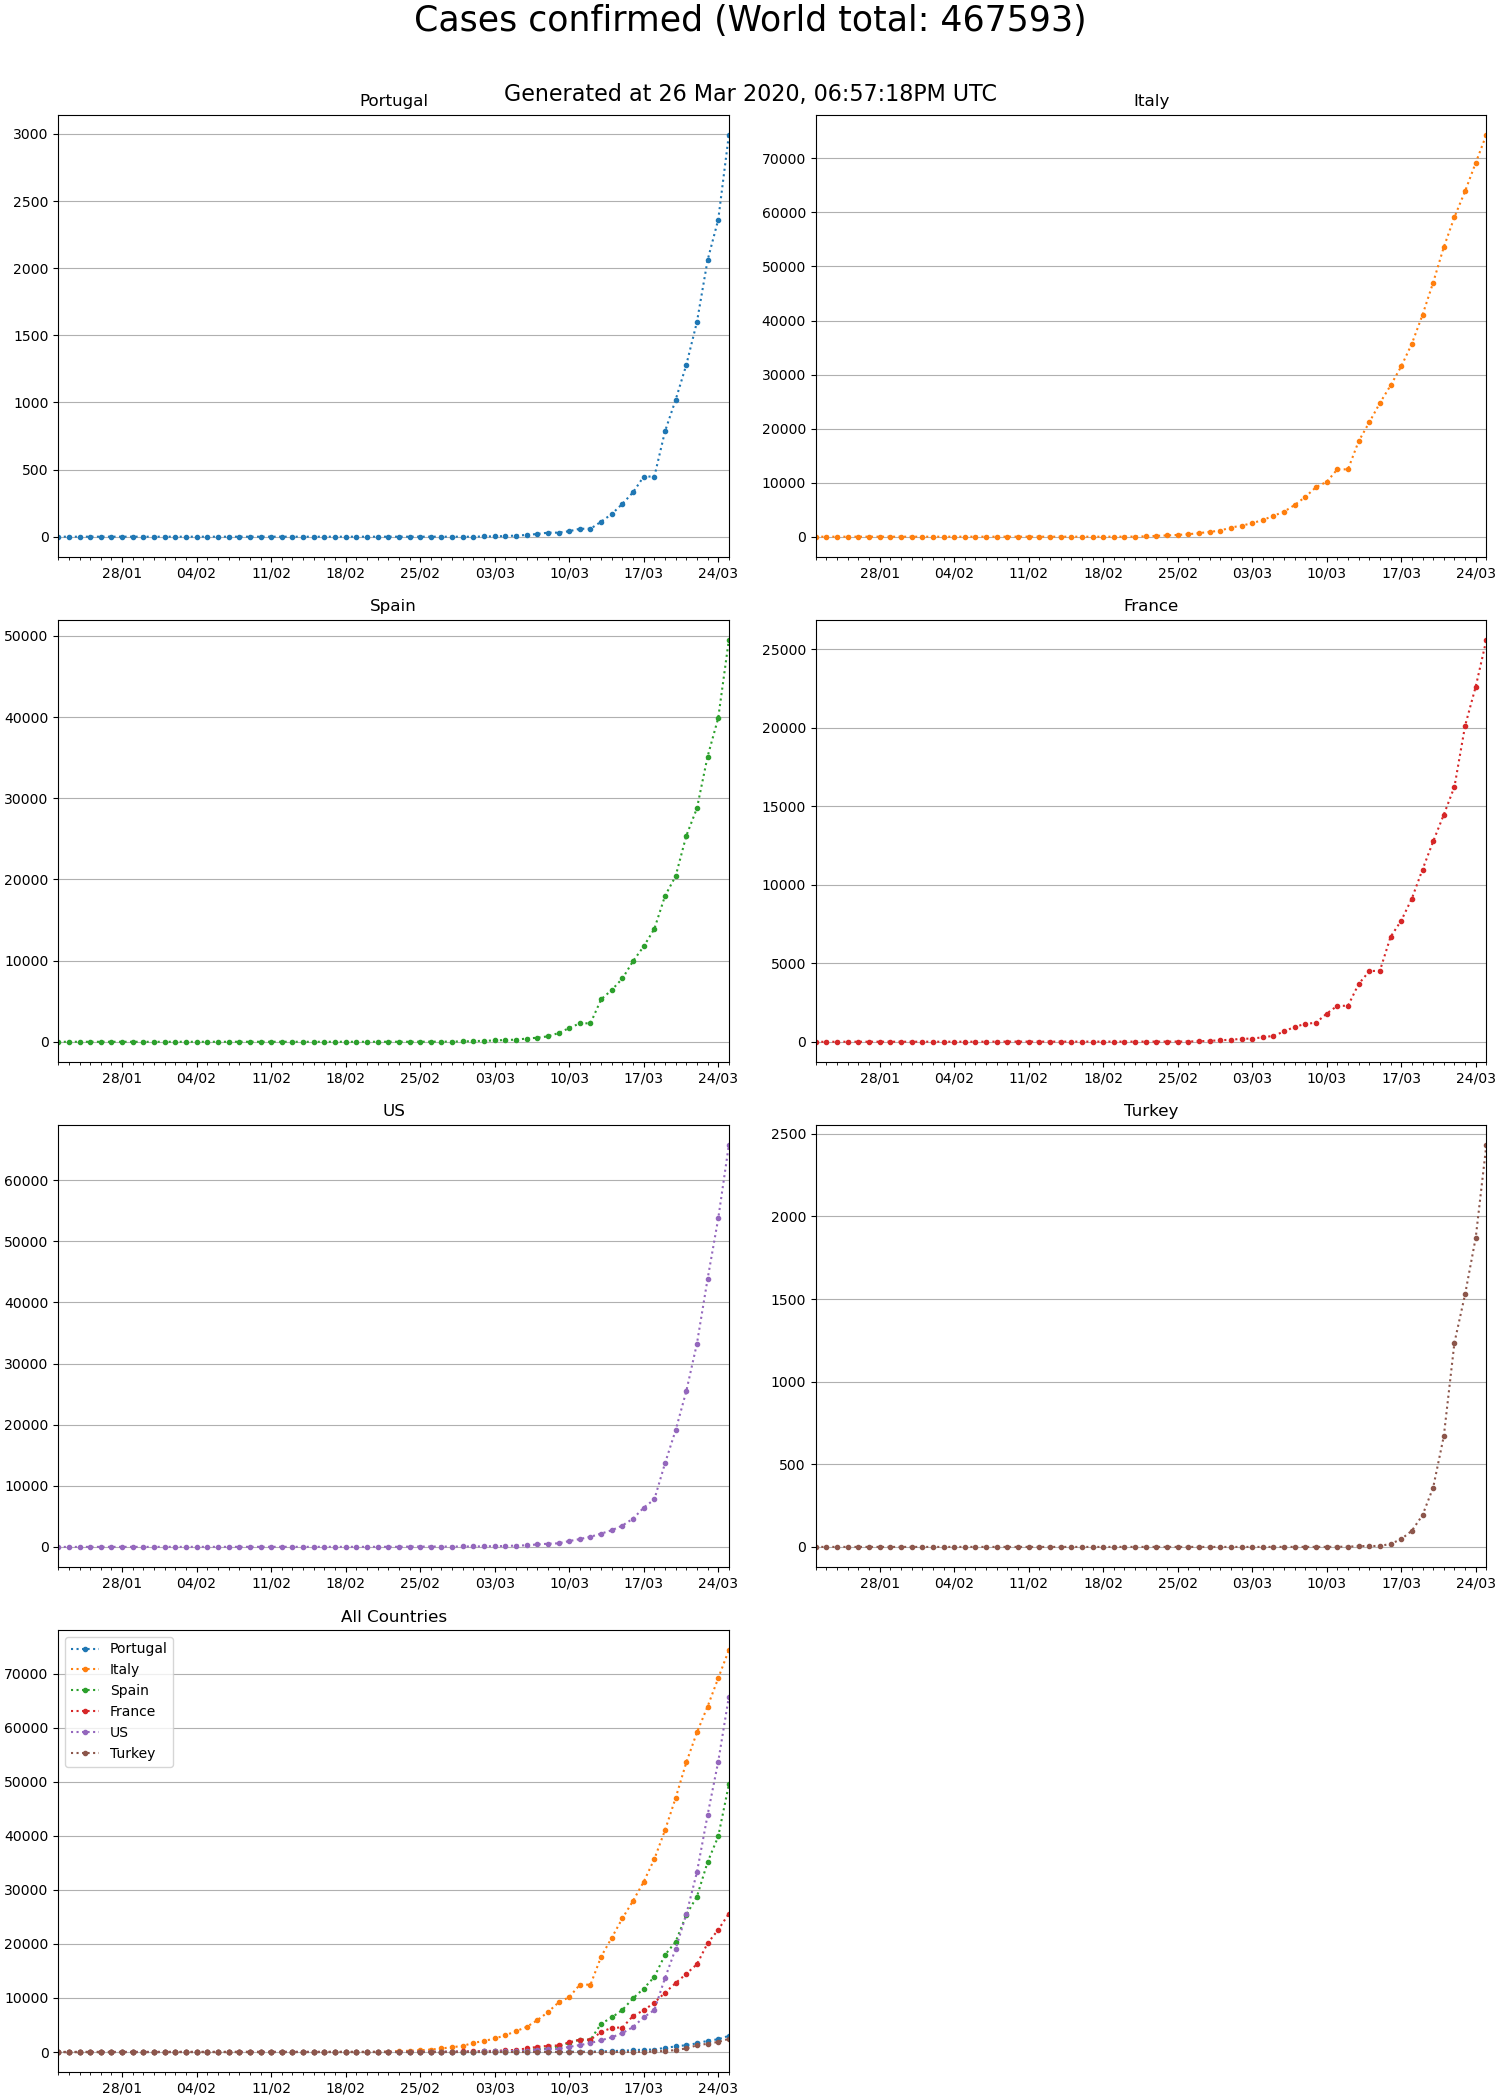 Cases confirmed (World total: 467593)
Generated at 26 Mar 2020, 06:57:18PM UTC
Portugal
3000
2500
2000
1500
1000
500
0
28/01 04/02 11/02 18/02 25/02 03/03 10/03 17/03 24/03
Italy
70000
60000
50000
40000
30000
20000
10000
0
28/01 04/02 11/02 18/02 25/02 03/03 10/03 17/03 24/03
Spain
50000
40000
30000
20000
10000
0
28/01 04/02 11/02 18/02 25/02 03/03 10/03 17/03 24/03
France
25000
20000
15000
10000
5000
0
28/01 04/02 11/02 18/02 25/02 03/03 10/03 17/03 24/03
US
60000
50000
40000
30000
20000
10000
0
28/01 04/02 11/02 18/02 25/02 03/03 10/03 17/03 24/03
Turkey
2500
2000
1500
1000
500
0
28/01 04/02 11/02 18/02 25/02 03/03 10/03 17/03 24/03
All Countries
Portugal
Italy
Spain
France
US
Turkey
70000
60000
50000
40000
30000
20000
10000
0
28/01 04/02 11/02 18/02 25/02 03/03 10/03 17/03 24/03